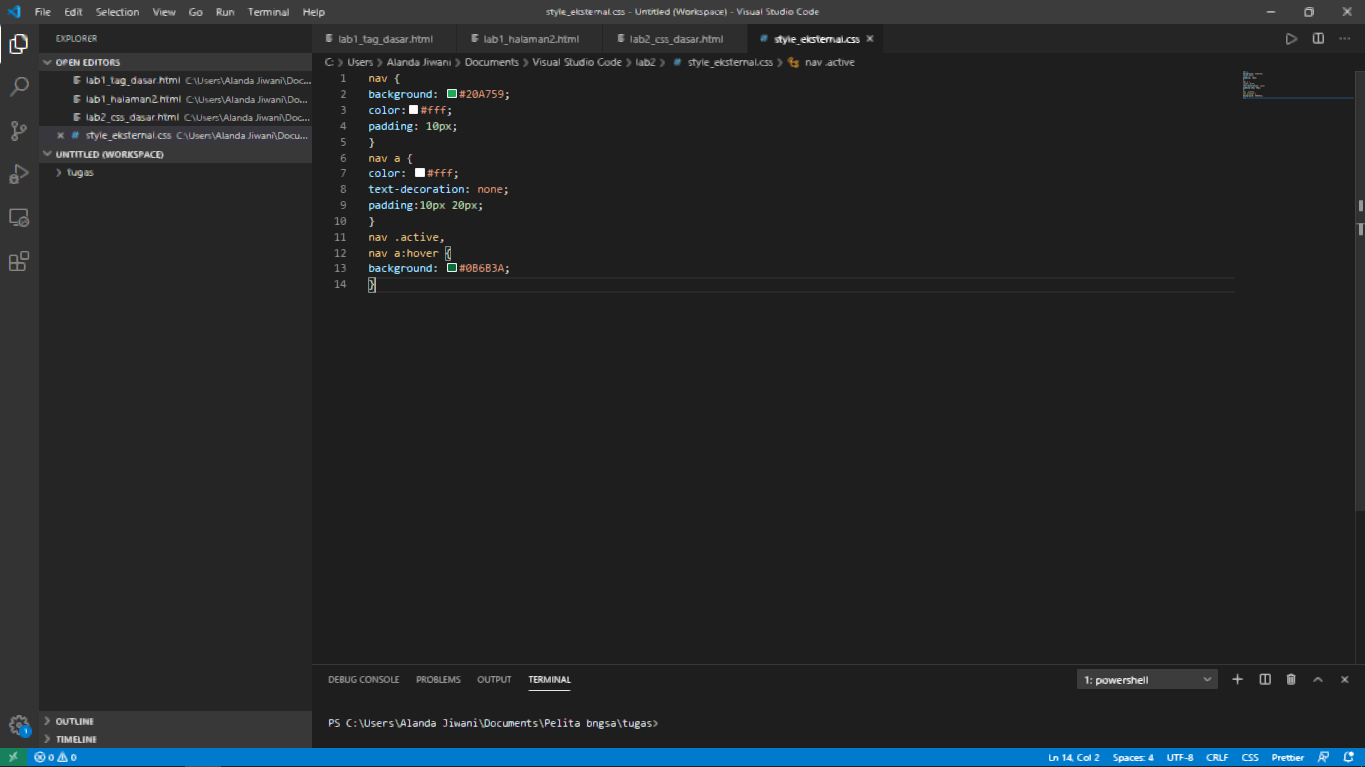 File Edit Selection View Go Run Terminal Help
style_eksternal.css - Untitled (Workspace) - Visual Studio Code
EXPLORER
OPEN EDITORS
lab1_tag_dasar.html C:\Users\Alanda Jiwani\Doc...
lab1_halaman2.html C:\Users\Alanda Jiwani\Doc...
lab2_css_dasar.html C:\Users\Alanda Jiwani\Doc...
style_eksternal.css C:\Users\Alanda Jiwani\Docu...
UNTITLED (WORKSPACE)
tugas
OUTLINE
TIMELINE
lab1_tag_dasar.html lab1_halaman2.html lab2_css_dasar.html style_eksternal.css
C: > Users > Alanda Jiwani > Documents > Visual Studio Code > lab2 > # style_eksternal.css > nav .active
1 nav {
2 background: #20A759;
3 color: #fff;
4 padding: 10px;
5 }
6 nav a {
7 color: #fff;
8 text-decoration: none;
9 padding:10px 20px;
10 }
11 nav .active,
12 nav a:hover {
13 background: #0B6B3A;
14 }
DEBUG CONSOLE PROBLEMS OUTPUT TERMINAL
1: powershell
PS C:\Users\Alanda Jiwani\Documents\Pelita bngsa\tugas>
0 0
Ln 14, Col 2 Spaces: 4 UTF-8 CRLF CSS Prettier